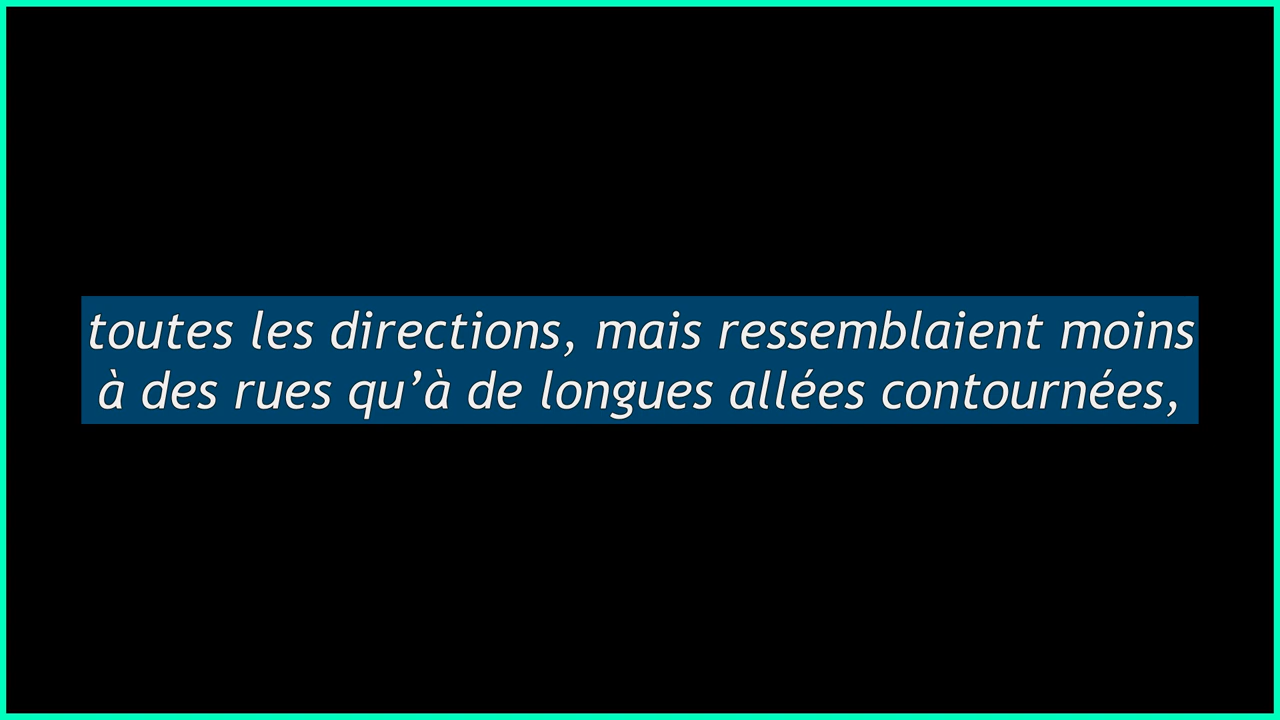 toutes les directions, mais ressemblaient moins
à des rues qu’à de longues allées contournées,